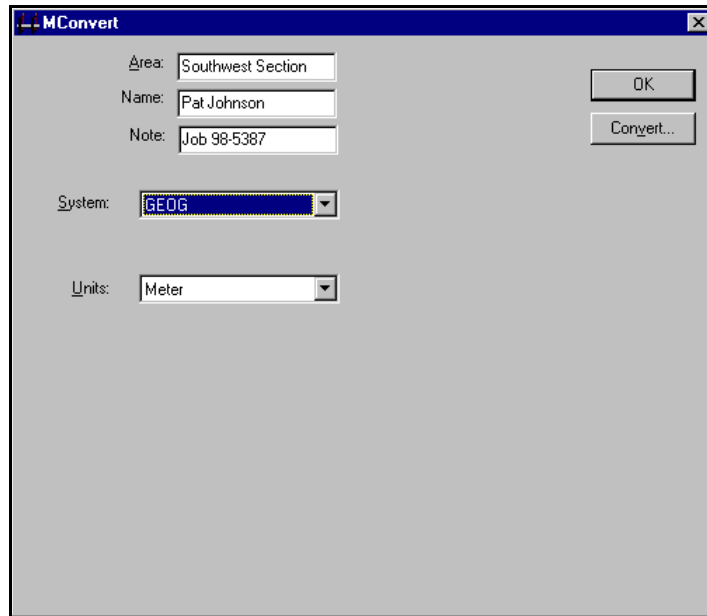 MConvert
Area: Southwest Section
Name: Pat Johnson
Note: Job 98-5387
OK
Convert...
System: GEOG
Units: Meter